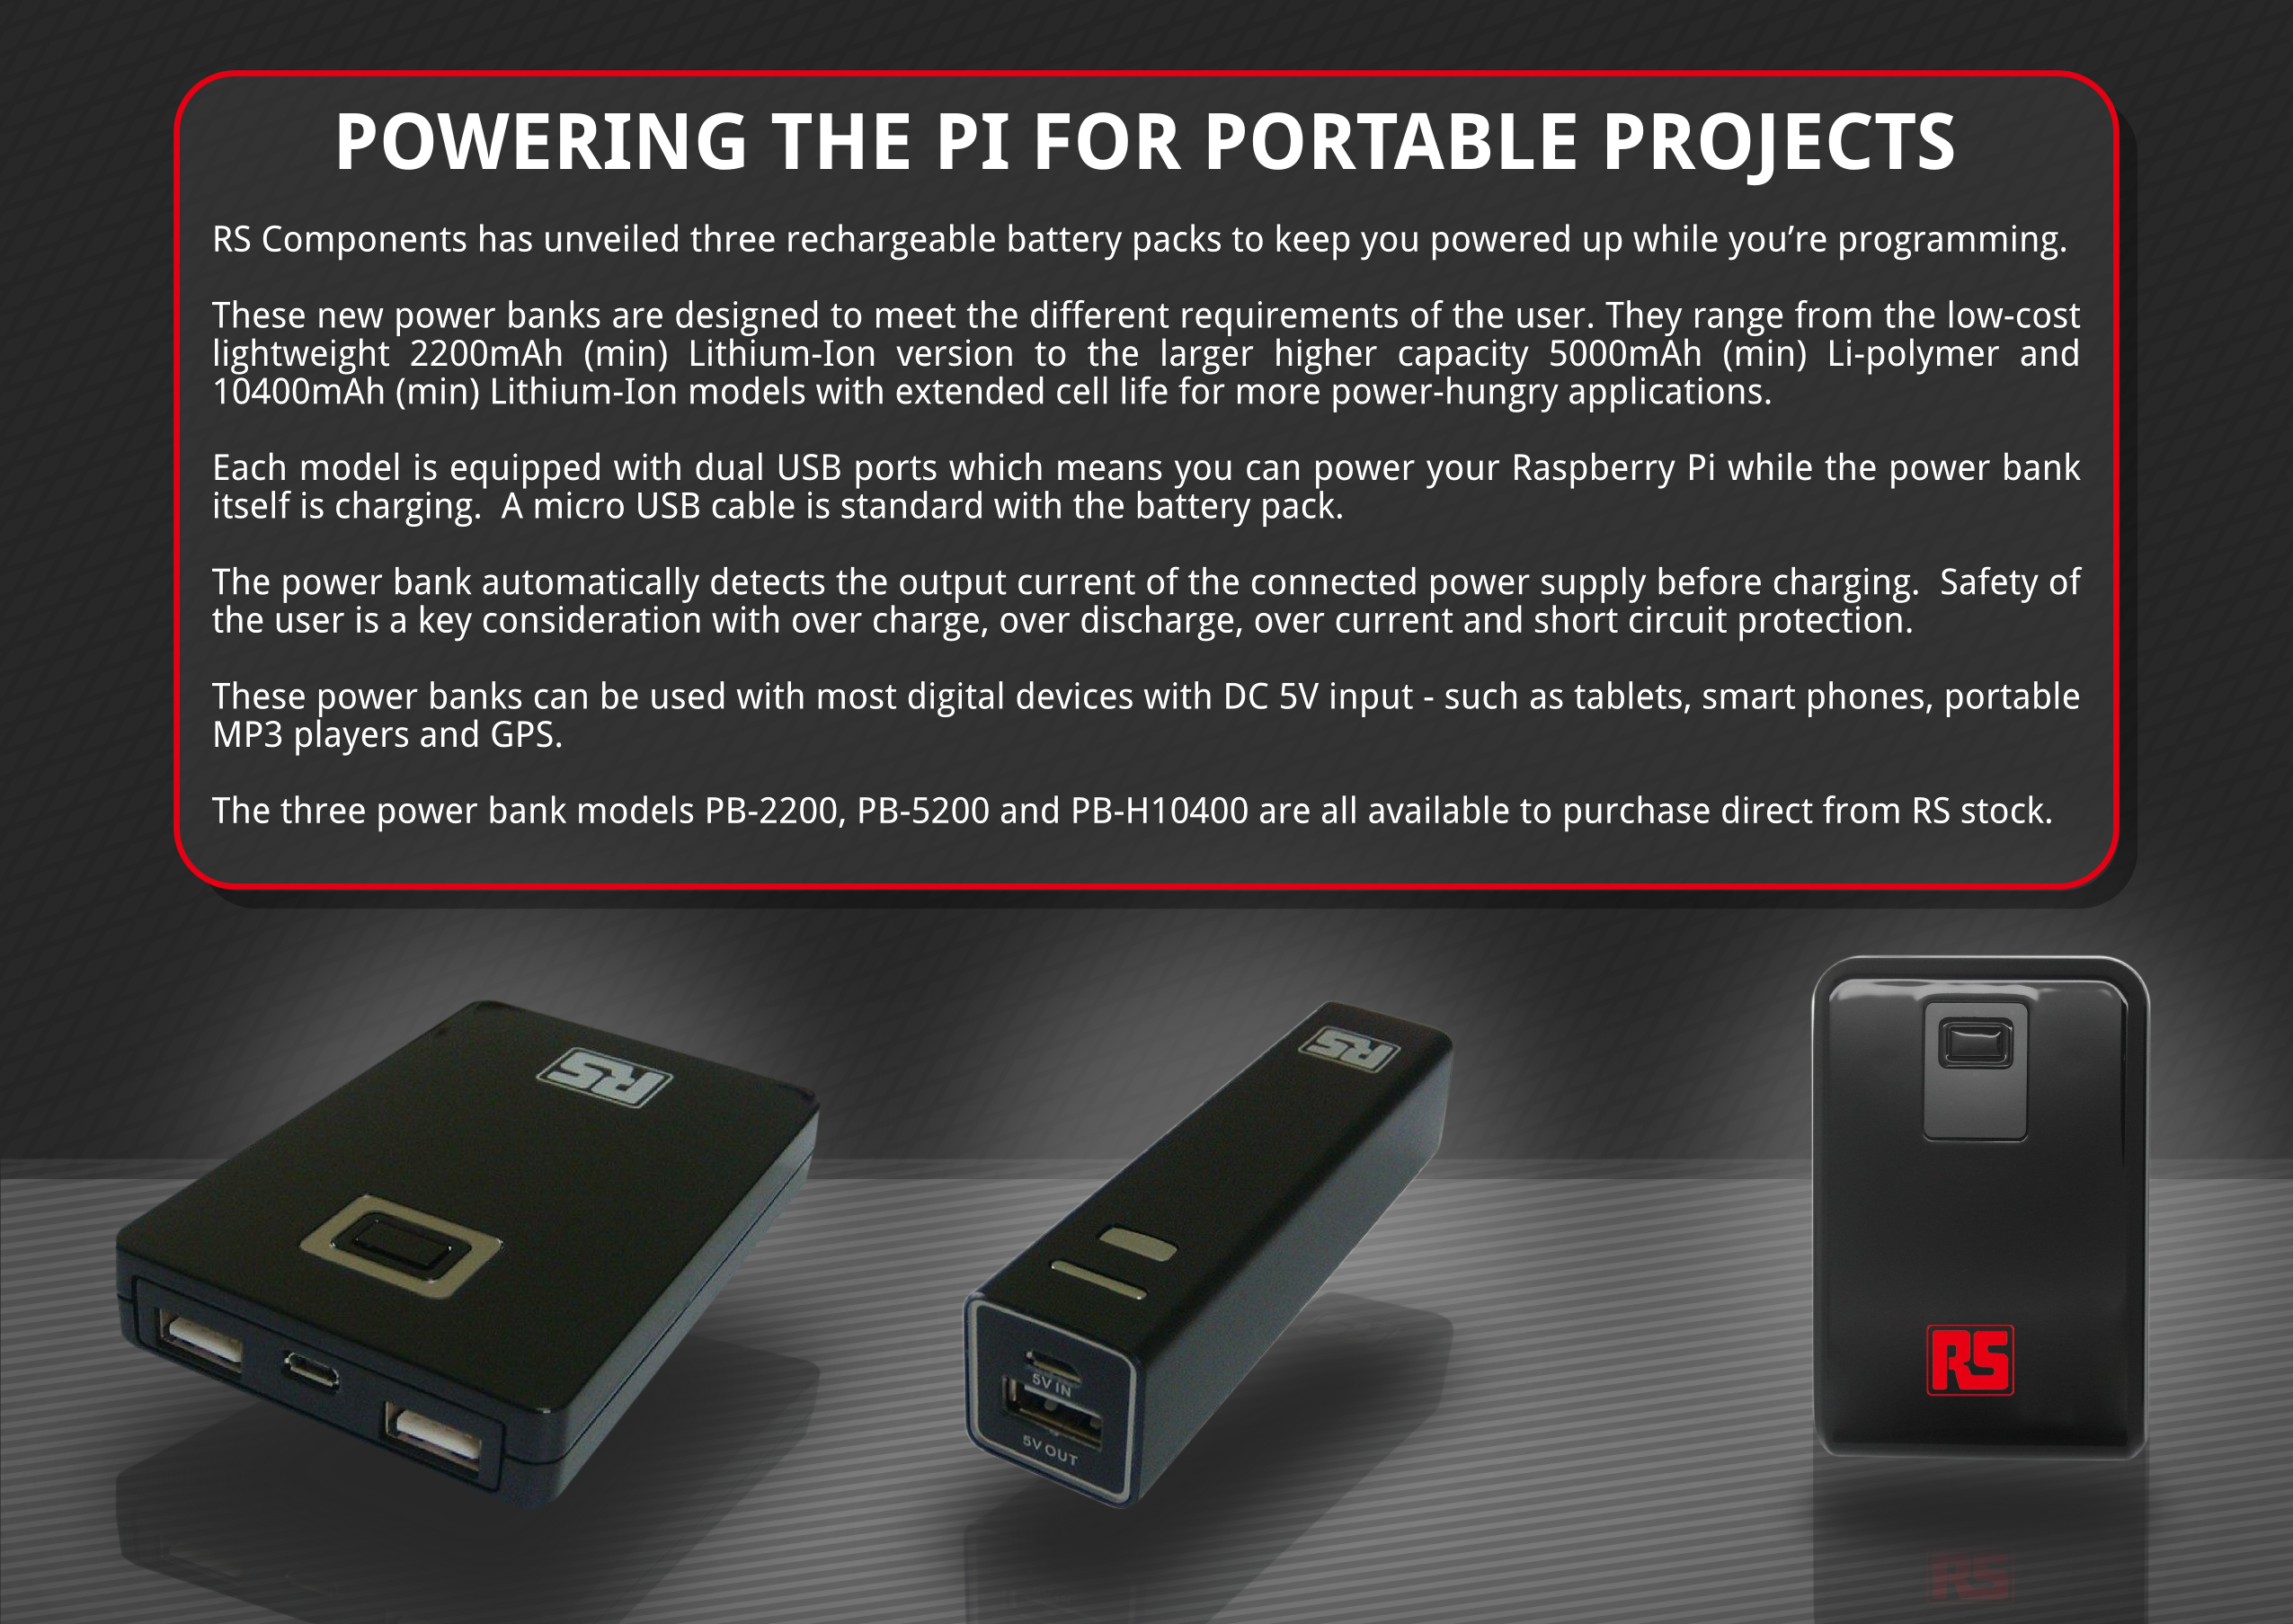 POWERING THE PI FOR PORTABLE PROJECTS
RS Components has unveiled three rechargeable battery packs to keep you powered up while you’re programming.
These new power banks are designed to meet the different requirements of the user. They range from the low-cost
lightweight 2200mAh (min) Lithium-Ion version to the larger higher capacity 5000mAh (min) Li-polymer and
10400mAh (min) Lithium-Ion models with extended cell life for more power-hungry applications.
Each model is equipped with dual USB ports which means you can power your Raspberry Pi while the power bank
itself is charging.  A micro USB cable is standard with the battery pack.
The power bank automatically detects the output current of the connected power supply before charging.  Safety of
the user is a key consideration with over charge, over discharge, over current and short circuit protection.
These power banks can be used with most digital devices with DC 5V input - such as tablets, smart phones, portable
MP3 players and GPS.
The three power bank models PB-2200, PB-5200 and PB-H10400 are all available to purchase direct from RS stock.
RS
RS
5V IN
5V OUT
RS